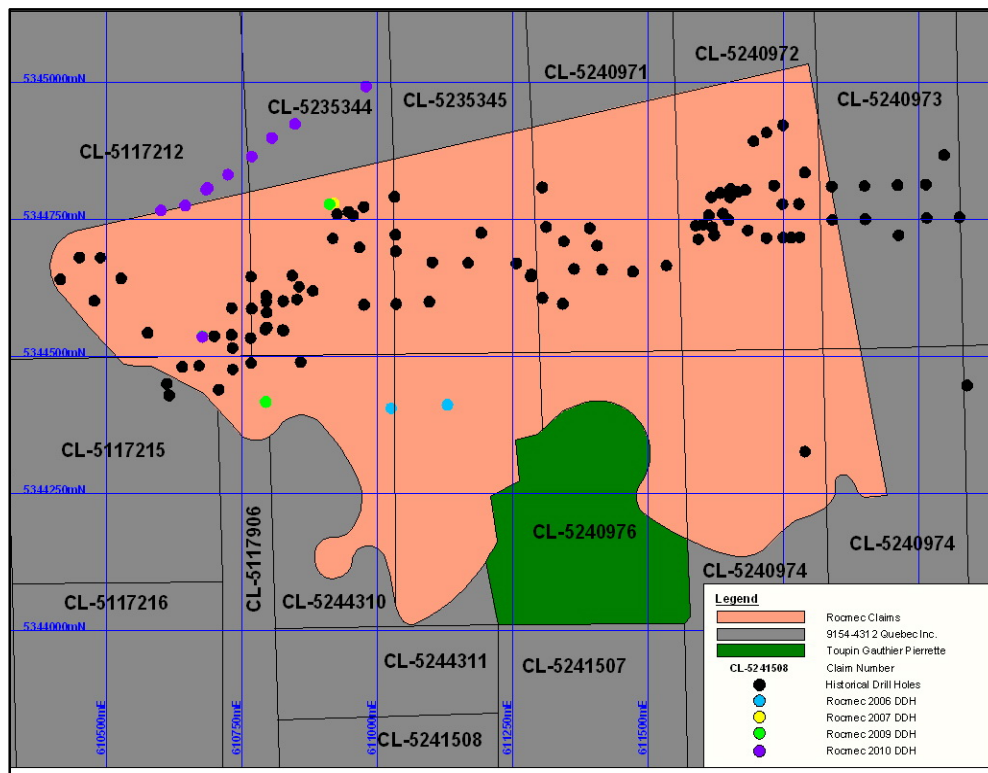 CL-5240972
CL-5240971
5345000mN
CL-5235344
CL-5235345
CL-5240973
CL-5117212
5344750mN
5344500mN
CL-5117215
5344250mN
CL-5117906
CL-5240976
CL-5240974
CL-5240974
CL-5117216
CL-5244310
5344000mN
CL-5244311
CL-5241507
CL-5241508
610500mE
610750mE
611000mE
611250mE
611500mE
Legend
Rocmec Claims
9154-4312 Quebec Inc.
Toupin Gauthier Pierrette
CL-5241508 Claim Number
Historical Drill Holes
Rocmec 2006 DDH
Rocmec 2007 DDH
Rocmec 2009 DDH
Rocmec 2010 DDH